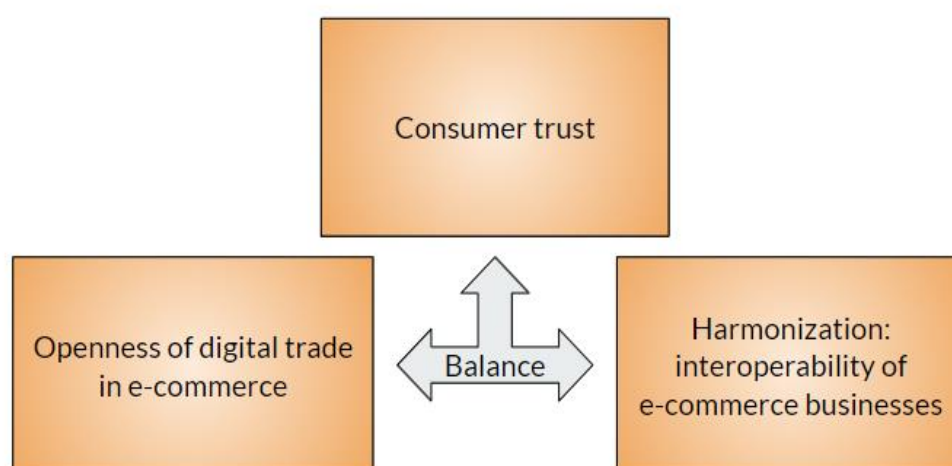 Consumer trust
Openness of digital trade
in e-commerce
Balance
Harmonization:
interoperability of
e-commerce businesses